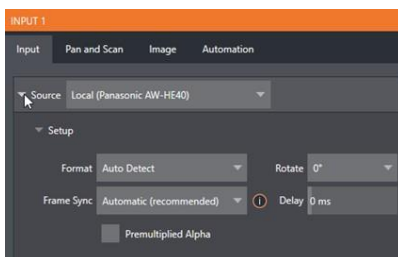 INPUT 1
Input Pan and Scan Image Automation
Source Local (Panasonic AW-HE40)
Setup
Format Auto Detect Rotate 0°
Frame Sync Automatic (recommended) Delay 0 ms
Premultiplied Alpha